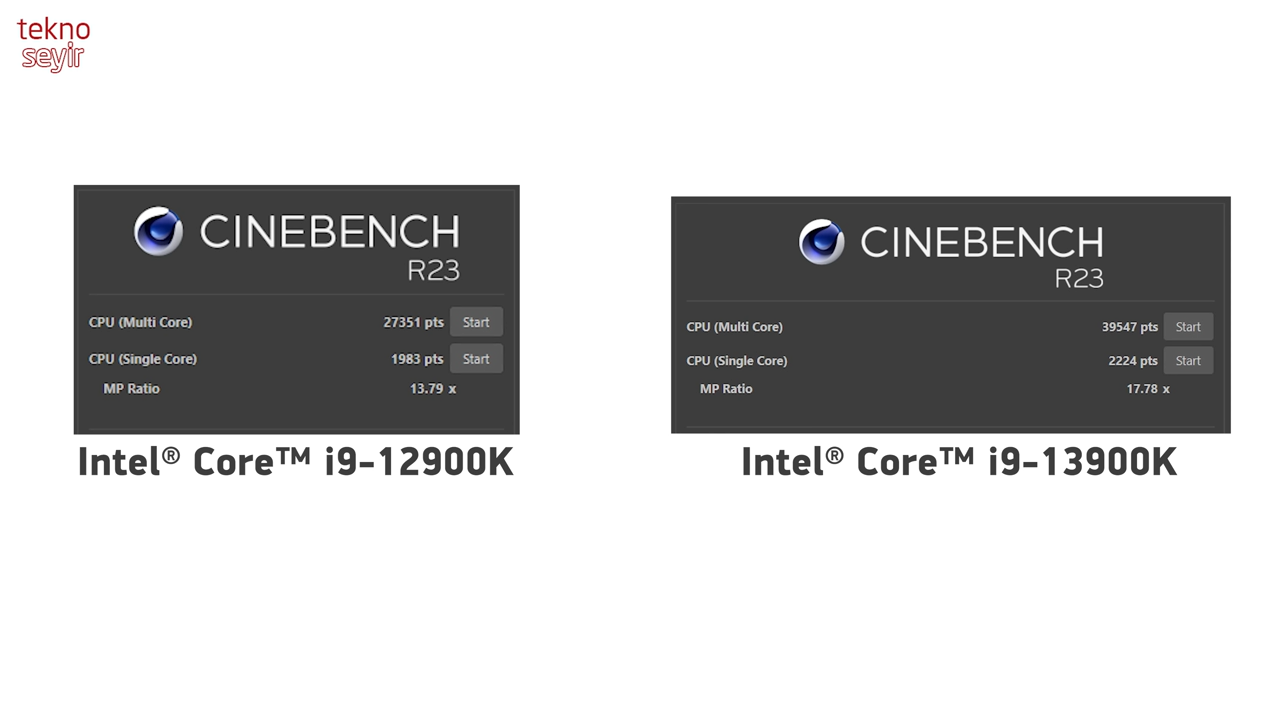 tekno
seyir
CINEBENCH
R23
CPU (Multi Core) 27351 pts Start
CPU (Single Core) 1983 pts Start
MP Ratio 13.79 x
Intel® Core™ i9-12900K
CINEBENCH
R23
CPU (Multi Core) 39547 pts Start
CPU (Single Core) 2224 pts Start
MP Ratio 17.78 x
Intel® Core™ i9-13900K